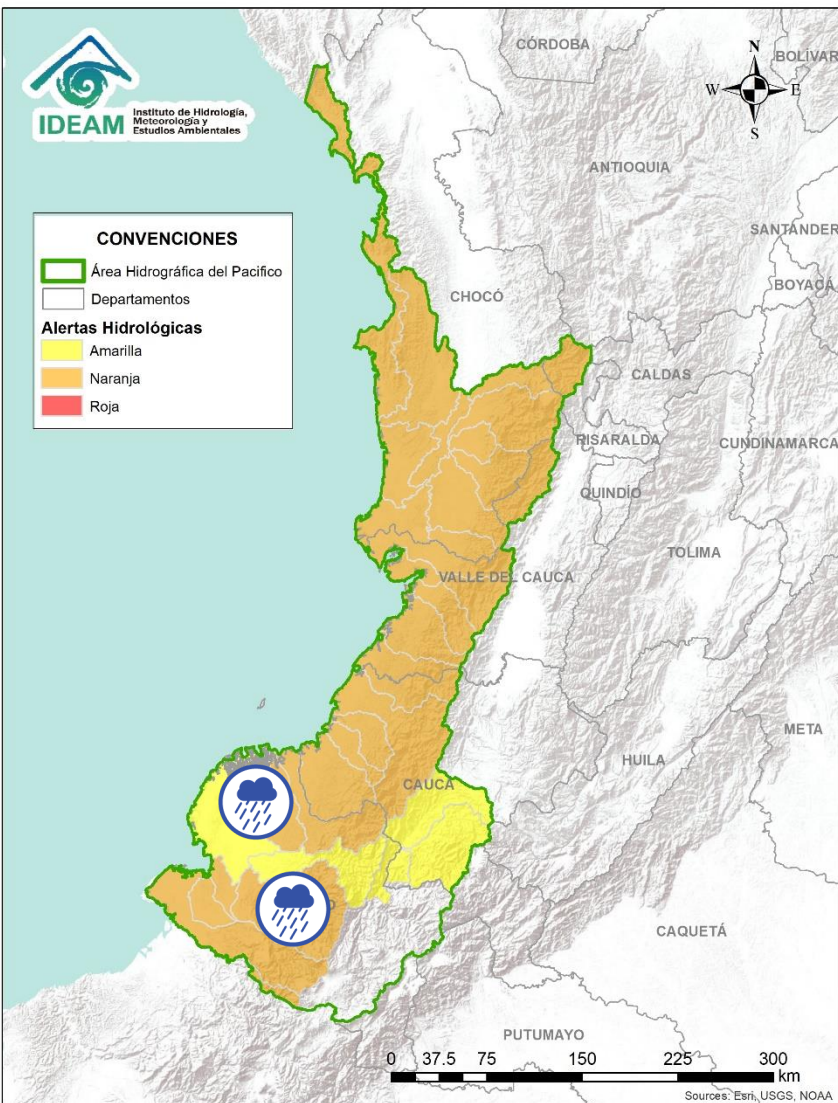 IDEAM
Instituto de Hidrología,
Meteorología y
Estudios Ambientales
CONVENCIONES
Área Hidrográfica del Pacifico
Departamentos
Alertas Hidrológicas
Amarilla
Naranja
Roja
N
W E
S
CÓRDOBA
BOLÍVAR
ANTIOQUIA
SANTANDER
BOYACÁ
CHOCÓ
CALDAS
RISARALDA
CUNDINAMARCA
QUINDÍO
TOLIMA
VALLE DEL CAUCA
META
HUILA
CAUCA
CAQUETÁ
PUTUMAYO
0 37.5 75 150 225 300
km
Sources: Esri, USGS, NOAA